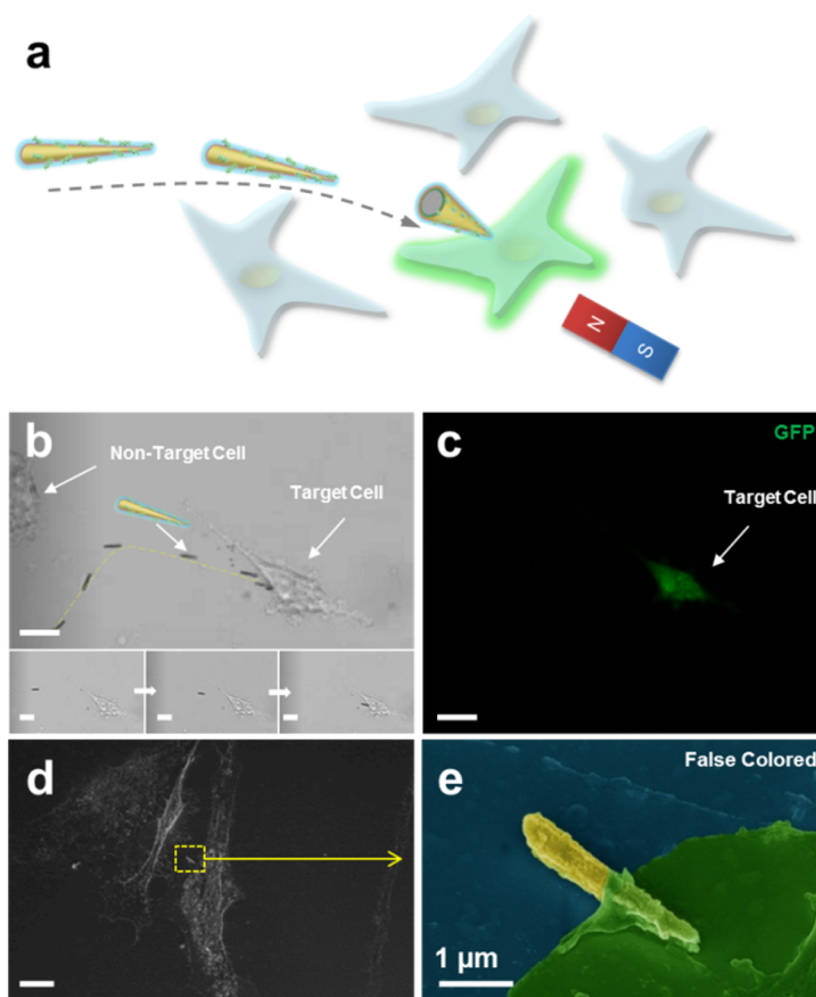 a
N
S
b
Non-Target Cell
Target Cell
c
GFP
Target Cell
d
e
False Colored
1 µm